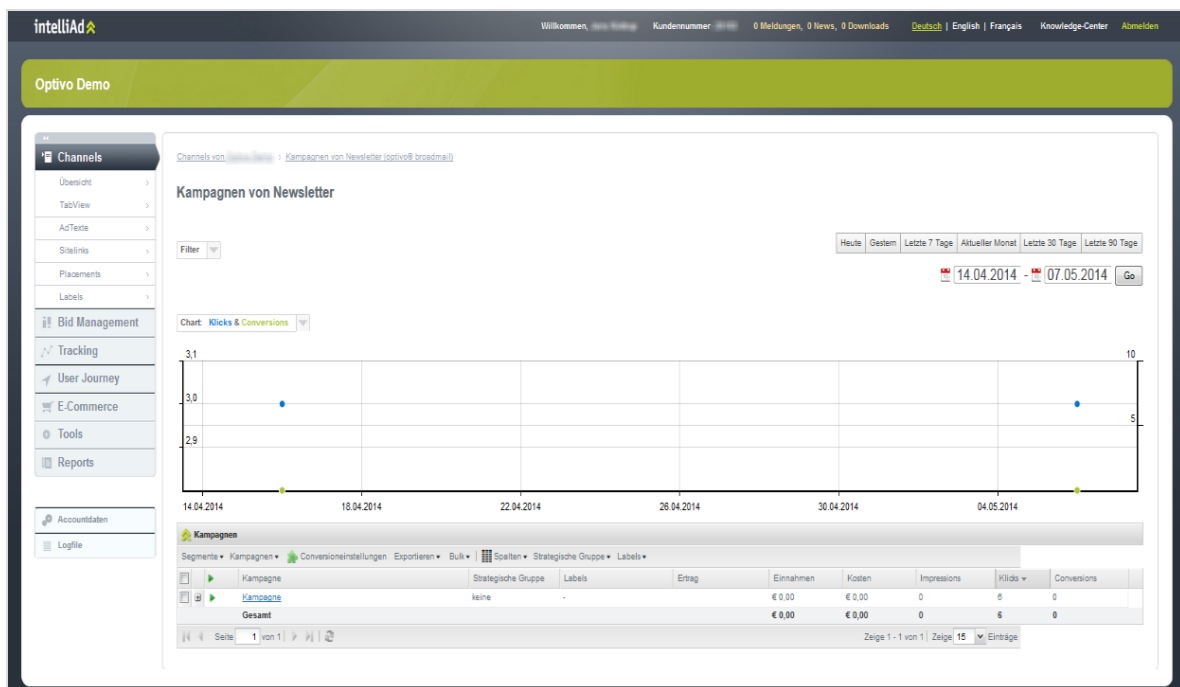 intelliAd
Willkommen, Kundennummer 0 Meldungen, 0 News, 0 Downloads Deutsch | English | Français Knowledge-Center Abmelden
Optivo Demo
Channels
Übersicht
TabView
AdTexte
Sitelinks
Placements
Labels
Bid Management
Tracking
User Journey
E-Commerce
Tools
Reports
Accountdaten
Logfile
Channels von > Kampagnen von Newsletter (optivo® broadmail)
Kampagnen von Newsletter
Filter
Heute Gestern Letzte 7 Tage Aktueller Monat Letzte 30 Tage Letzte 90 Tage
14.04.2014 - 07.05.2014 Go
Chart: Klicks & Conversions
3,1 10
3,0
5
2,9
14.04.2014 18.04.2014 22.04.2014 26.04.2014 30.04.2014 04.05.2014
Kampagnen
Segmente Kampagnen Conversioneinstellungen Exportieren Bulk | Spalten Strategische Gruppe Labels
Kampagne Strategische Gruppe Labels Ertrag Einnahmen Kosten Impressions Klicks Conversions
Kampagne keine - € 0,00 € 0,00 0 6 0
Gesamt € 0,00 € 0,00 0 6 0
Seite 1 von 1 Zeige 1 - 1 von 1 Zeige 15 Einträge